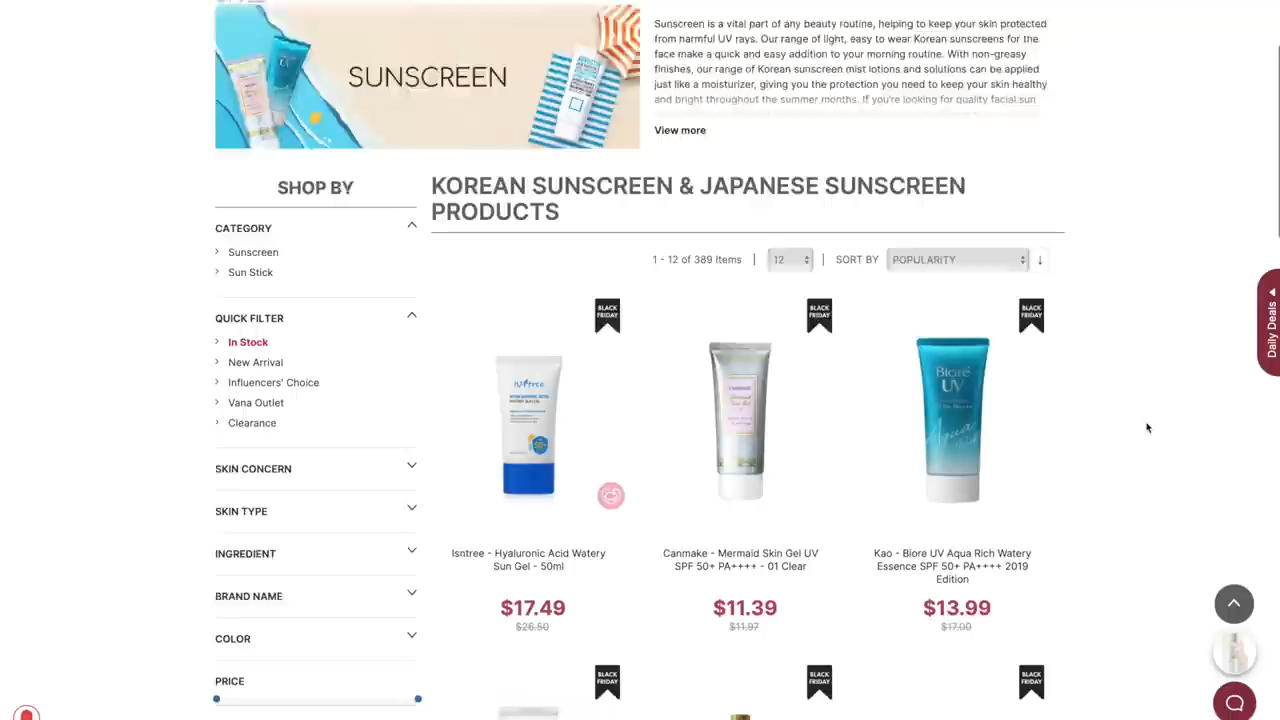 SUNSCREEN
Sunscreen is a vital part of any beauty routine, helping to keep your skin protected
from harmful UV rays. Our range of light, easy to wear Korean sunscreens for the
face make a quick and easy addition to your morning routine. With non-greasy
finishes, our range of Korean sunscreen mist lotions and solutions can be applied
just like a moisturizer, giving you the protection you need to keep your skin healthy
and bright throughout the summer months. If you're looking for quality facial sun
View more
SHOP BY
CATEGORY
Sunscreen
Sun Stick
QUICK FILTER
In Stock
New Arrival
Influencers' Choice
Vana Outlet
Clearance
SKIN CONCERN
SKIN TYPE
INGREDIENT
BRAND NAME
COLOR
PRICE
KOREAN SUNSCREEN & JAPANESE SUNSCREEN
PRODUCTS
1 - 12 of 389 Items | 12 | SORT BY POPULARITY ↓
BLACK
FRIDAY
BLACK
FRIDAY
BLACK
FRIDAY
Bioré
UV
Aqua
Isntree - Hyaluronic Acid Watery
Sun Gel - 50ml
$17.49
$26.50
Canmake - Mermaid Skin Gel UV
SPF 50+ PA++++ - 01 Clear
$11.39
$11.97
Kao - Biore UV Aqua Rich Watery
Essence SPF 50+ PA++++ 2019
Edition
$13.99
$17.00
BLACK
FRIDAY
BLACK
FRIDAY
BLACK
FRIDAY
Daily Deals